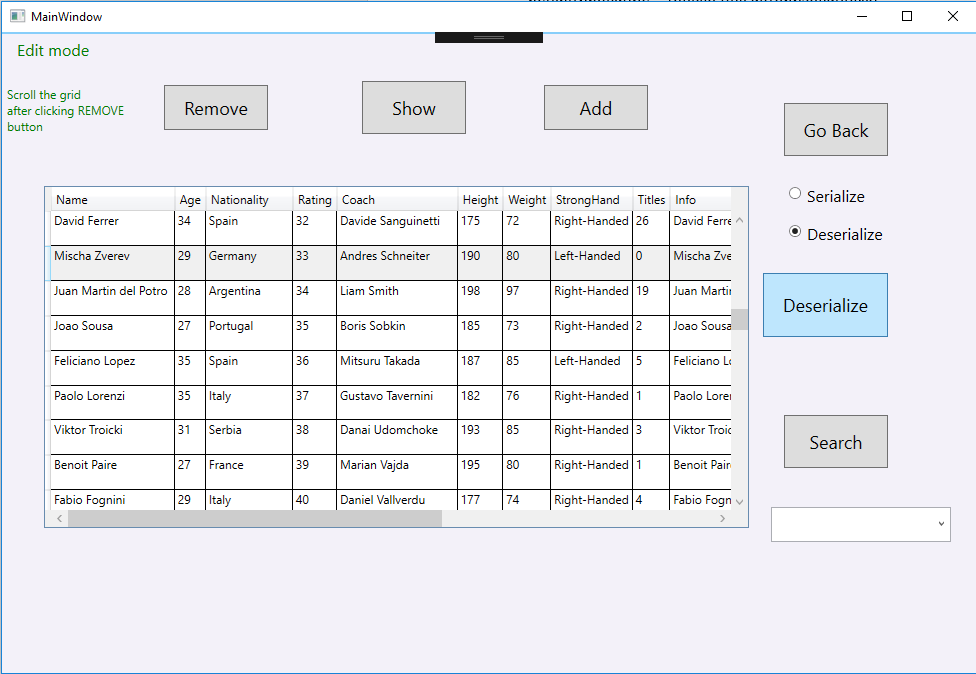 MainWindow
Edit mode
Scroll the grid
after clicking REMOVE
button
Remove
Show
Add
Go Back
Serialize
Deserialize
Deserialize
Search
Name Age Nationality Rating Coach Height Weight StrongHand Titles Info
David Ferrer 34 Spain 32 Davide Sanguinetti 175 72 Right-Handed 26 David Ferre
Mischa Zverev 29 Germany 33 Andres Schneiter 190 80 Left-Handed 0 Mischa Zve
Juan Martin del Potro 28 Argentina 34 Liam Smith 198 97 Right-Handed 19 Juan Martin
Joao Sousa 27 Portugal 35 Boris Sobkin 185 73 Right-Handed 2 Joao Sousa
Feliciano Lopez 35 Spain 36 Mitsuru Takada 187 85 Left-Handed 5 Feliciano Lo
Paolo Lorenzi 35 Italy 37 Gustavo Tavernini 182 76 Right-Handed 1 Paolo Loren
Viktor Troicki 31 Serbia 38 Danai Udomchoke 193 85 Right-Handed 3 Viktor Troic
Benoit Paire 27 France 39 Marian Vajda 195 80 Right-Handed 1 Benoit Pair
Fabio Fognini 29 Italy 40 Daniel Vallverdu 177 74 Right-Handed 4 Fabio Fogn